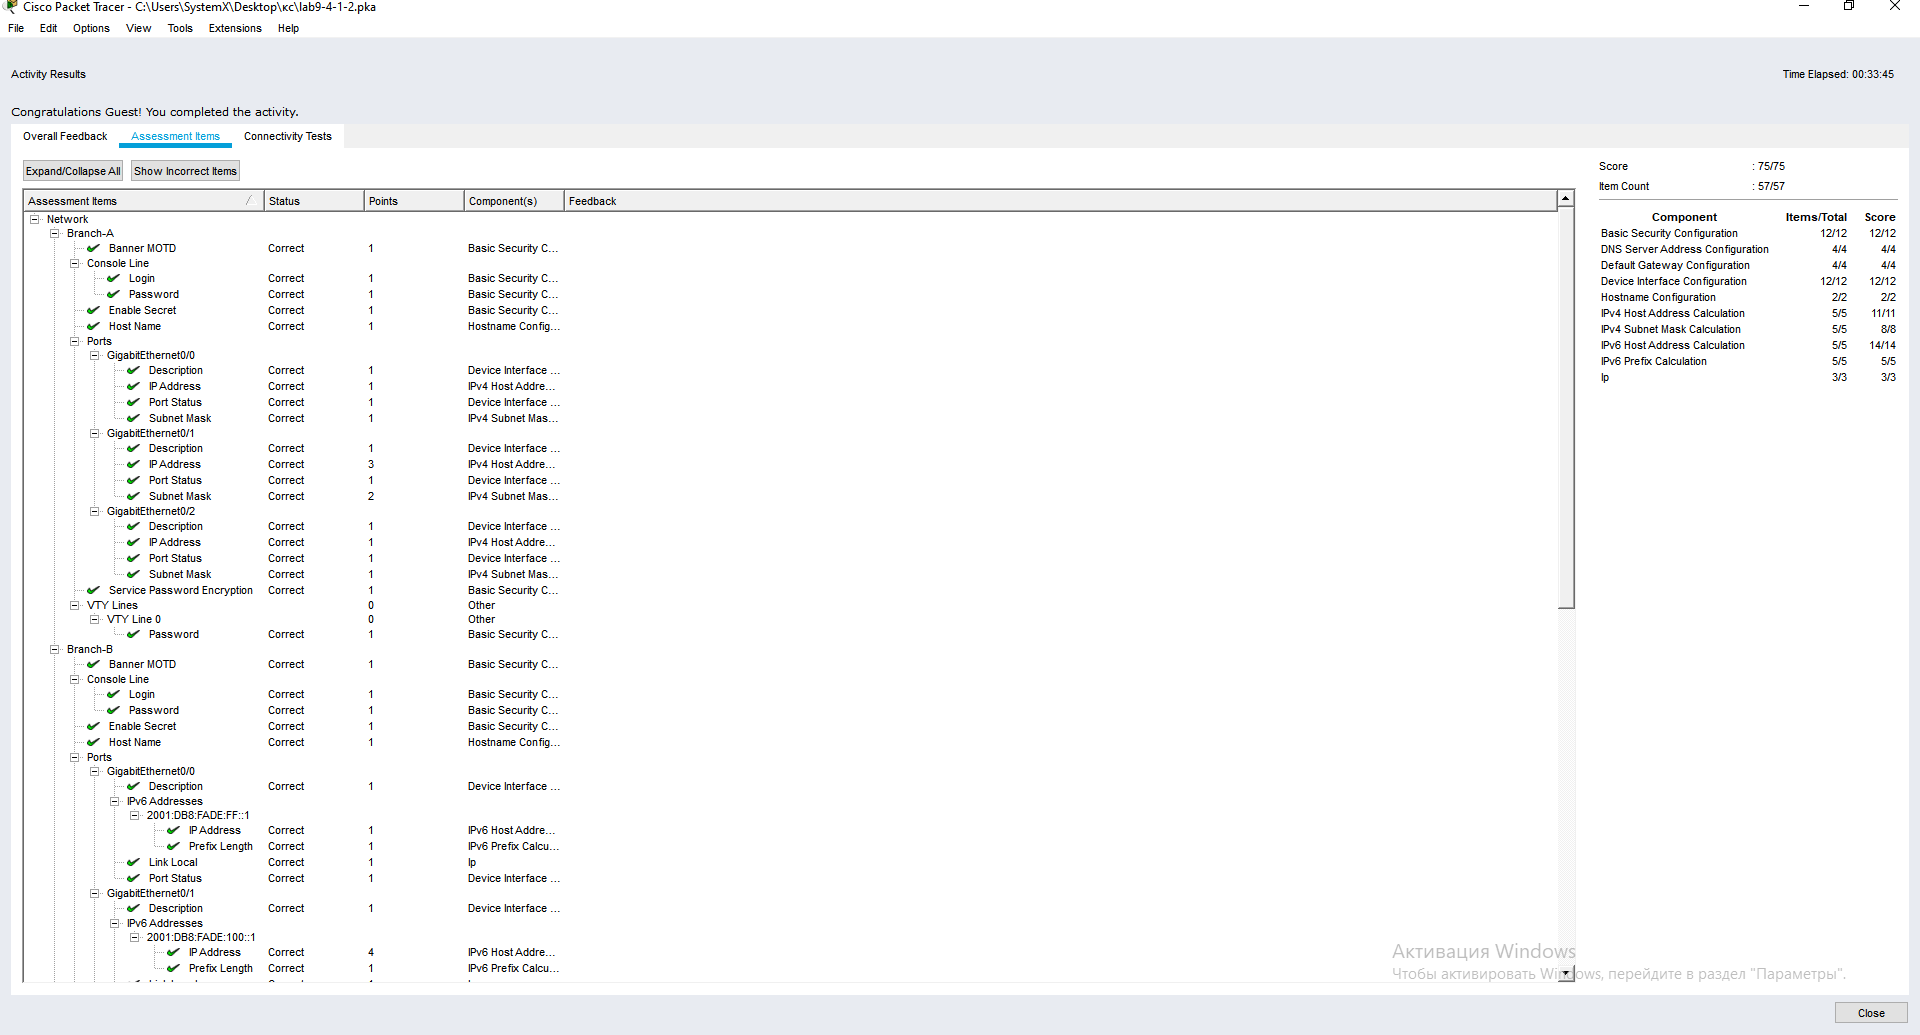 Cisco Packet Tracer - C:\Users\SystemX\Desktop\кс\lab9-4-1-2.pka
File Edit Options View Tools Extensions Help
Activity Results Time Elapsed: 00:33:45
Congratulations Guest! You completed the activity.
Overall Feedback Assessment Items Connectivity Tests
Expand/Collapse All Show Incorrect Items
Assessment Items Status Points Component(s) Feedback
Network
Branch-A
Banner MOTD Correct 1 Basic Security C...
Console Line
Login Correct 1 Basic Security C...
Password Correct 1 Basic Security C...
Enable Secret Correct 1 Basic Security C...
Host Name Correct 1 Hostname Config...
Ports
GigabitEthernet0/0
Description Correct 1 Device Interface ...
IP Address Correct 1 IPv4 Host Addre...
Port Status Correct 1 Device Interface ...
Subnet Mask Correct 1 IPv4 Subnet Mas...
GigabitEthernet0/1
Description Correct 1 Device Interface ...
IP Address Correct 3 IPv4 Host Addre...
Port Status Correct 1 Device Interface ...
Subnet Mask Correct 2 IPv4 Subnet Mas...
GigabitEthernet0/2
Description Correct 1 Device Interface ...
IP Address Correct 1 IPv4 Host Addre...
Port Status Correct 1 Device Interface ...
Subnet Mask Correct 1 IPv4 Subnet Mas...
Service Password Encryption Correct 1 Basic Security C...
VTY Lines 0 Other
VTY Line 0 0 Other
Password Correct 1 Basic Security C...
Branch-B
Banner MOTD Correct 1 Basic Security C...
Console Line
Login Correct 1 Basic Security C...
Password Correct 1 Basic Security C...
Enable Secret Correct 1 Basic Security C...
Host Name Correct 1 Hostname Config...
Ports
GigabitEthernet0/0
Description Correct 1 Device Interface ...
IPv6 Addresses
2001:DB8:FADE:FF::1
IP Address Correct 1 IPv6 Host Addre...
Prefix Length Correct 1 IPv6 Prefix Calcu...
Link Local Correct 1 Ip
Port Status Correct 1 Device Interface ...
GigabitEthernet0/1
Description Correct 1 Device Interface ...
IPv6 Addresses
2001:DB8:FADE:100::1
IP Address Correct 4 IPv6 Host Addre...
Prefix Length Correct 1 IPv6 Prefix Calcu...
Score : 75/75
Item Count : 57/57
Component Items/Total Score
Basic Security Configuration 12/12 12/12
DNS Server Address Configuration 4/4 4/4
Default Gateway Configuration 4/4 4/4
Device Interface Configuration 12/12 12/12
Hostname Configuration 2/2 2/2
IPv4 Host Address Calculation 5/5 11/11
IPv4 Subnet Mask Calculation 5/5 8/8
IPv6 Host Address Calculation 5/5 14/14
IPv6 Prefix Calculation 5/5 5/5
Ip 3/3 3/3
Активация Windows
Чтобы активировать Windows, перейдите в раздел "Параметры".
Close